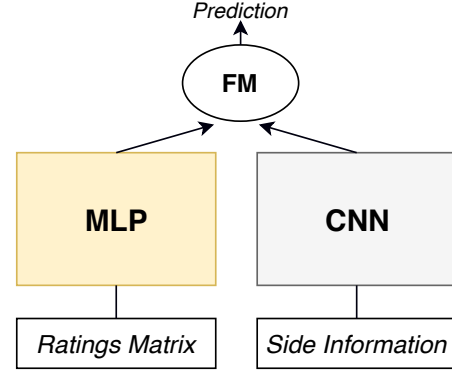 Prediction
FM
MLP
CNN
Ratings Matrix
Side Information